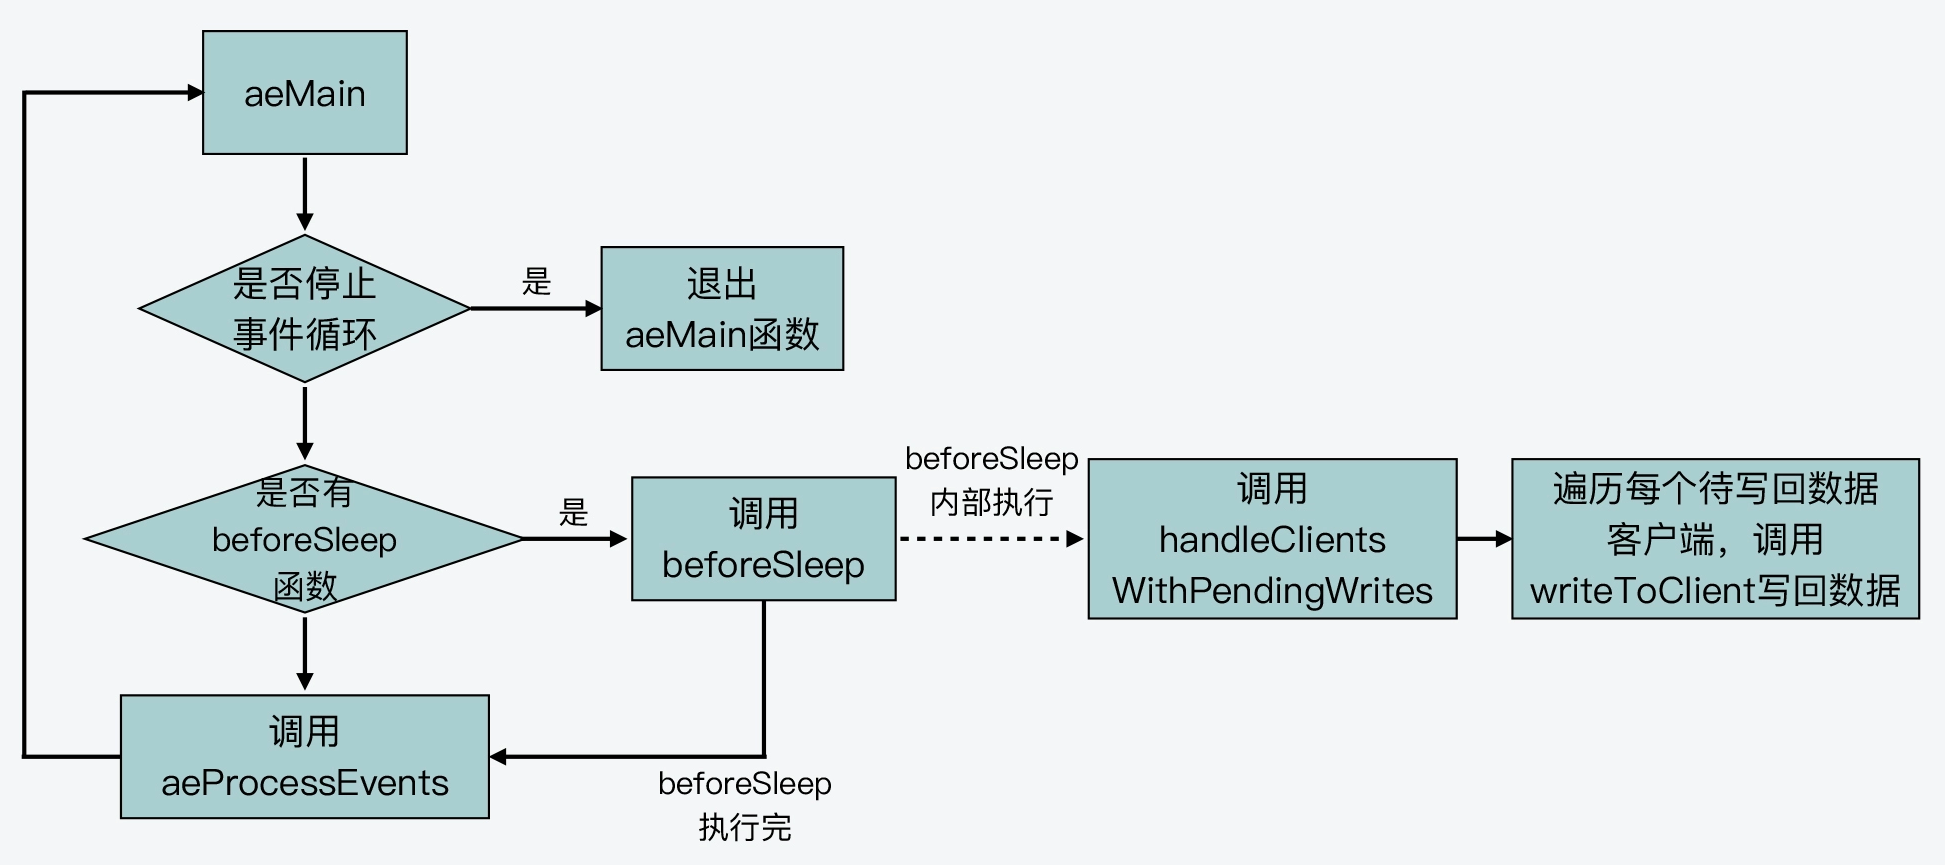 aeMain
是否停止
事件循环
是
退出
aeMain函数
是否有
beforeSleep
函数
是
调用
beforeSleep
beforeSleep
内部执行
调用
handleClients
WithPendingWrites
遍历每个待写回数据
客户端，调用
writeToClient写回数据
调用
aeProcessEvents
beforeSleep
执行完